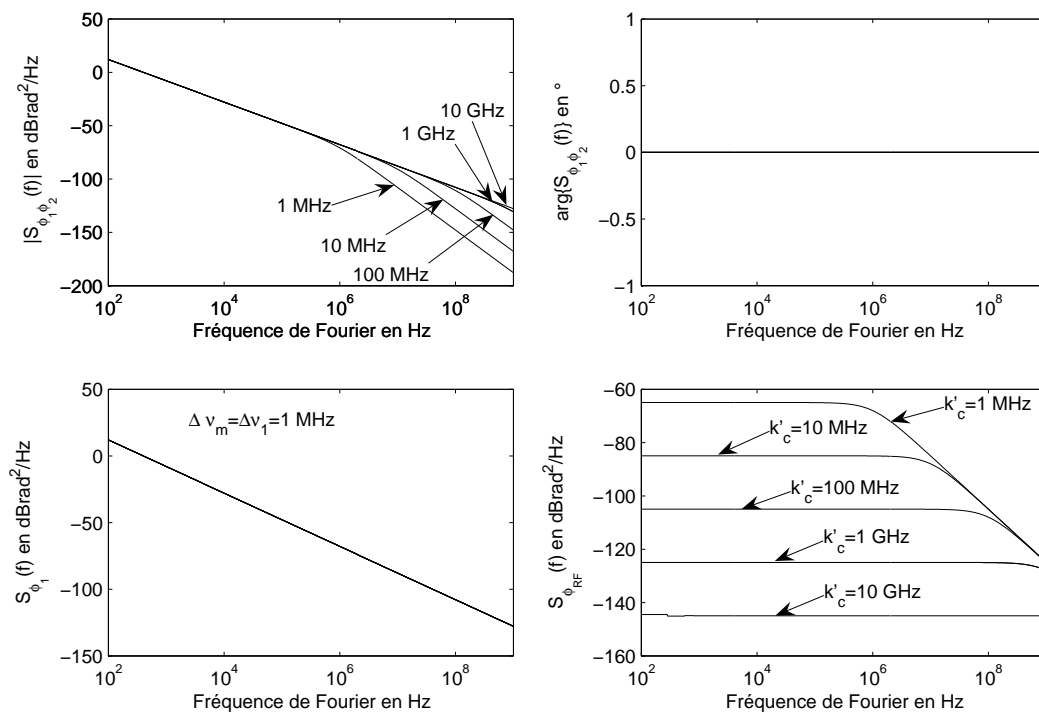 50
0
−50
−100
−150
−200
|S_{ϕ_1ϕ_2}(f)| en dBrad²/Hz
10 GHz
1 GHz
1 MHz
10 MHz
100 MHz
10² 10⁴ 10⁶ 10⁸
Fréquence de Fourier en Hz
1
0.5
0
−0.5
−1
arg{S_{ϕ_1ϕ_2}(f)} en °
10² 10⁴ 10⁶ 10⁸
Fréquence de Fourier en Hz
50
0
−50
−100
−150
S_{ϕ_1}(f) en dBrad²/Hz
Δ ν_m=Δν_1=1 MHz
10² 10⁴ 10⁶ 10⁸
Fréquence de Fourier en Hz
−60
−80
−100
−120
−140
−160
S_{ϕ_{RF}}(f) en dBrad²/Hz
k'_c=1 MHz
k'_c=10 MHz
k'_c=100 MHz
k'_c=1 GHz
k'_c=10 GHz
10² 10⁴ 10⁶ 10⁸
Fréquence de Fourier en Hz